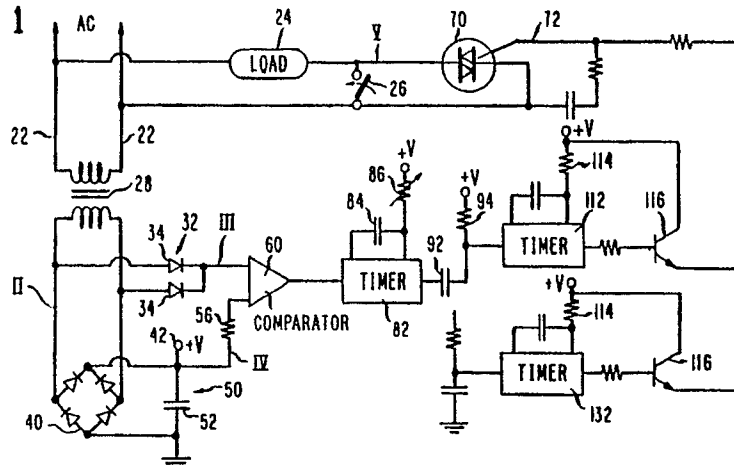 1
AC
24
LOAD
V
70
72
26
22
22
28
86
+V
+V
+V
114
84
94
112
116
32
34
III
60
92
TIMER
TIMER
II
34
82
56
COMPARATOR
+V
114
42
+V
IV
50
TIMER
116
40
52
132